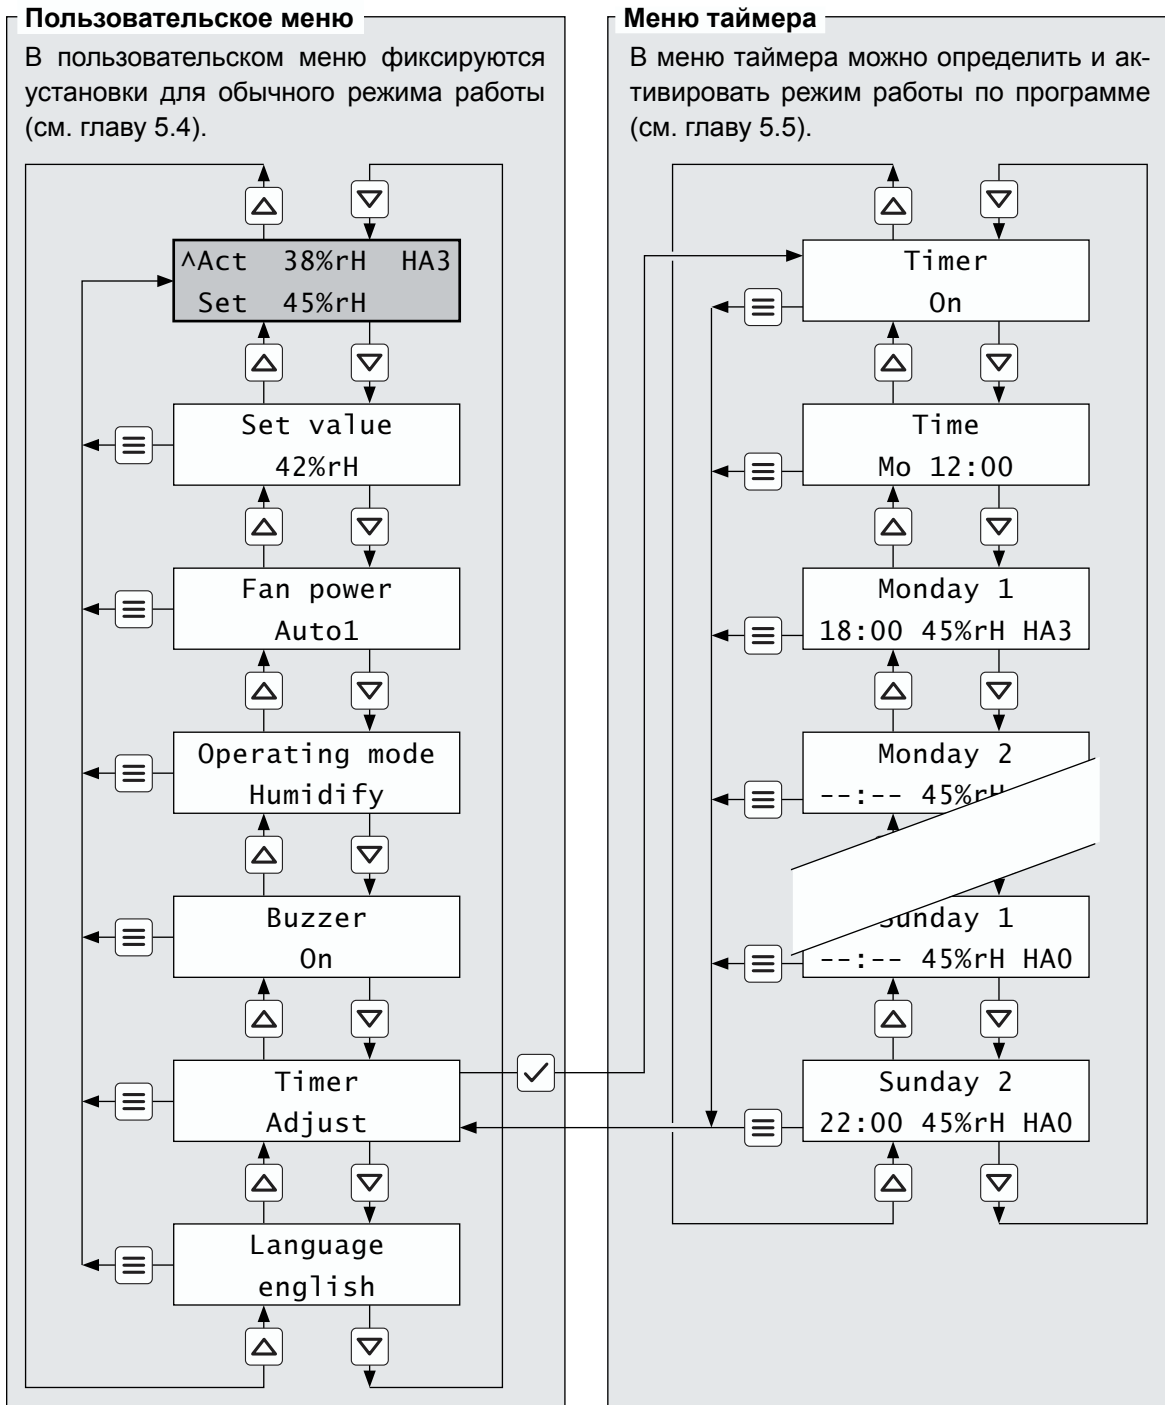 Пользовательское меню
В пользовательском меню фиксируются
установки для обычного режима работы
(см. главу 5.4).
^Act 38%rH HA3
Set 45%rH
Set value
42%rH
Fan power
Auto1
Operating mode
Humidify
Buzzer
On
Timer
Adjust
Language
english
Меню таймера
В меню таймера можно определить и ак-
тивировать режим работы по программе
(см. главу 5.5).
Timer
On
Time
Mo 12:00
Monday 1
18:00 45%rH HA3
Monday 2
--:-- 45%rH
Sunday 1
--:-- 45%rH HA0
Sunday 2
22:00 45%rH HA0